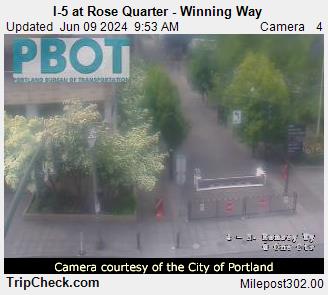 I-5 at Rose Quarter - Winning Way
Updated Jun 09 2024 9:53 AM Camera 4
PBOT
PORTLAND BUREAU OF TRANSPORTATION
Camera courtesy of the City of Portland
TripCheck.com Milepost302.00